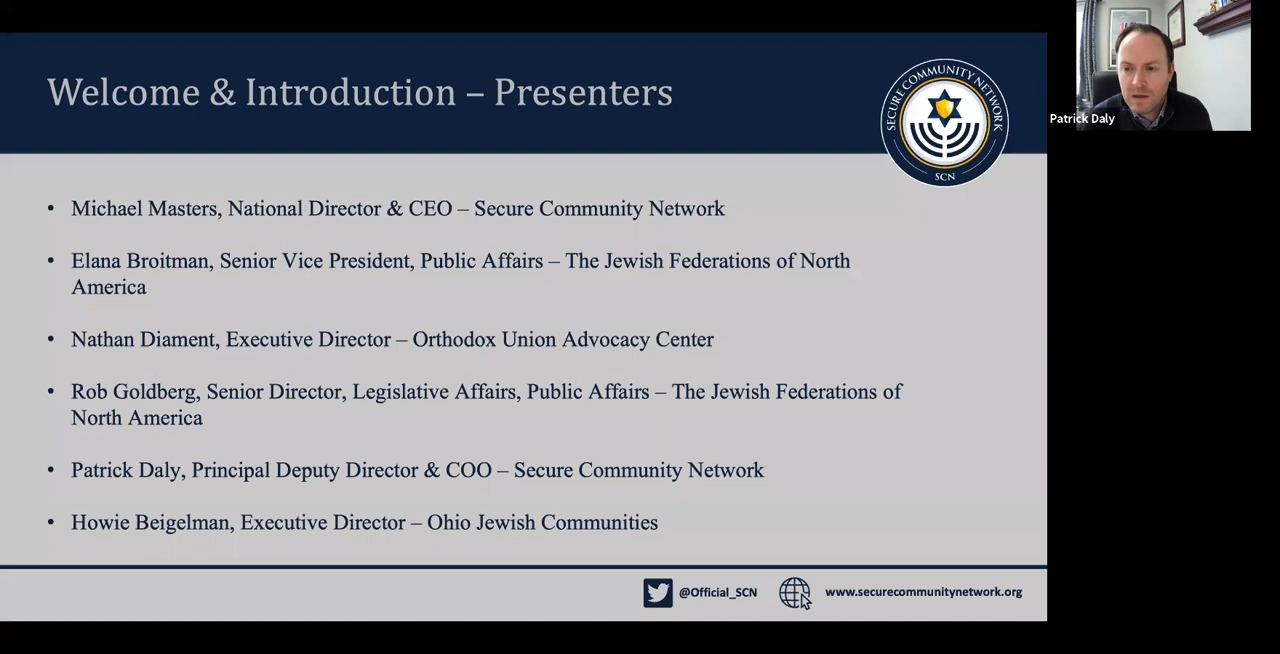 Welcome & Introduction – Presenters
SECURE COMMUNITY NETWORK
SCN
Patrick Daly
• Michael Masters, National Director & CEO – Secure Community Network
• Elana Broitman, Senior Vice President, Public Affairs – The Jewish Federations of North
America
• Nathan Diament, Executive Director – Orthodox Union Advocacy Center
• Rob Goldberg, Senior Director, Legislative Affairs, Public Affairs – The Jewish Federations of
North America
• Patrick Daly, Principal Deputy Director & COO – Secure Community Network
• Howie Beigelman, Executive Director – Ohio Jewish Communities
@Official_SCN
www.securecommunitynetwork.org